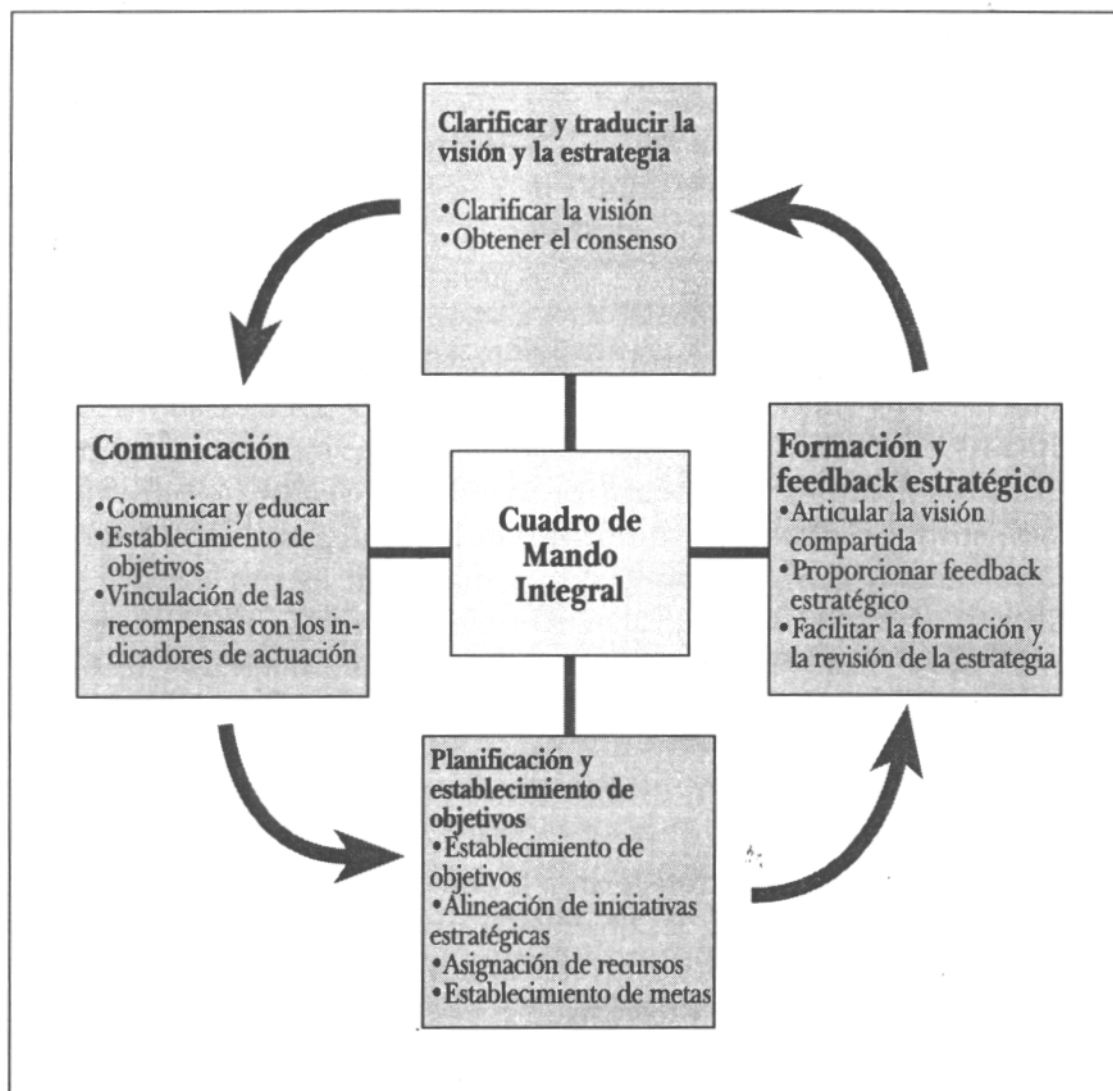 Clarificar y traducir la
visión y la estrategia
•Clarificar la visión
•Obtener el consenso
Comunicación
•Comunicar y educar
•Establecimiento de
objetivos
•Vinculación de las
recompensas con los in-
dicadores de actuación
Cuadro de
Mando
Integral
Formación y
feedback estratégico
•Articular la visión
compartida
•Proporcionar feedback
estratégico
•Facilitar la formación y
la revisión de la estrategia
Planificación y
establecimiento de
objetivos
•Establecimiento de
objetivos
•Alineación de iniciativas
estratégicas
•Asignación de recursos
•Establecimiento de metas